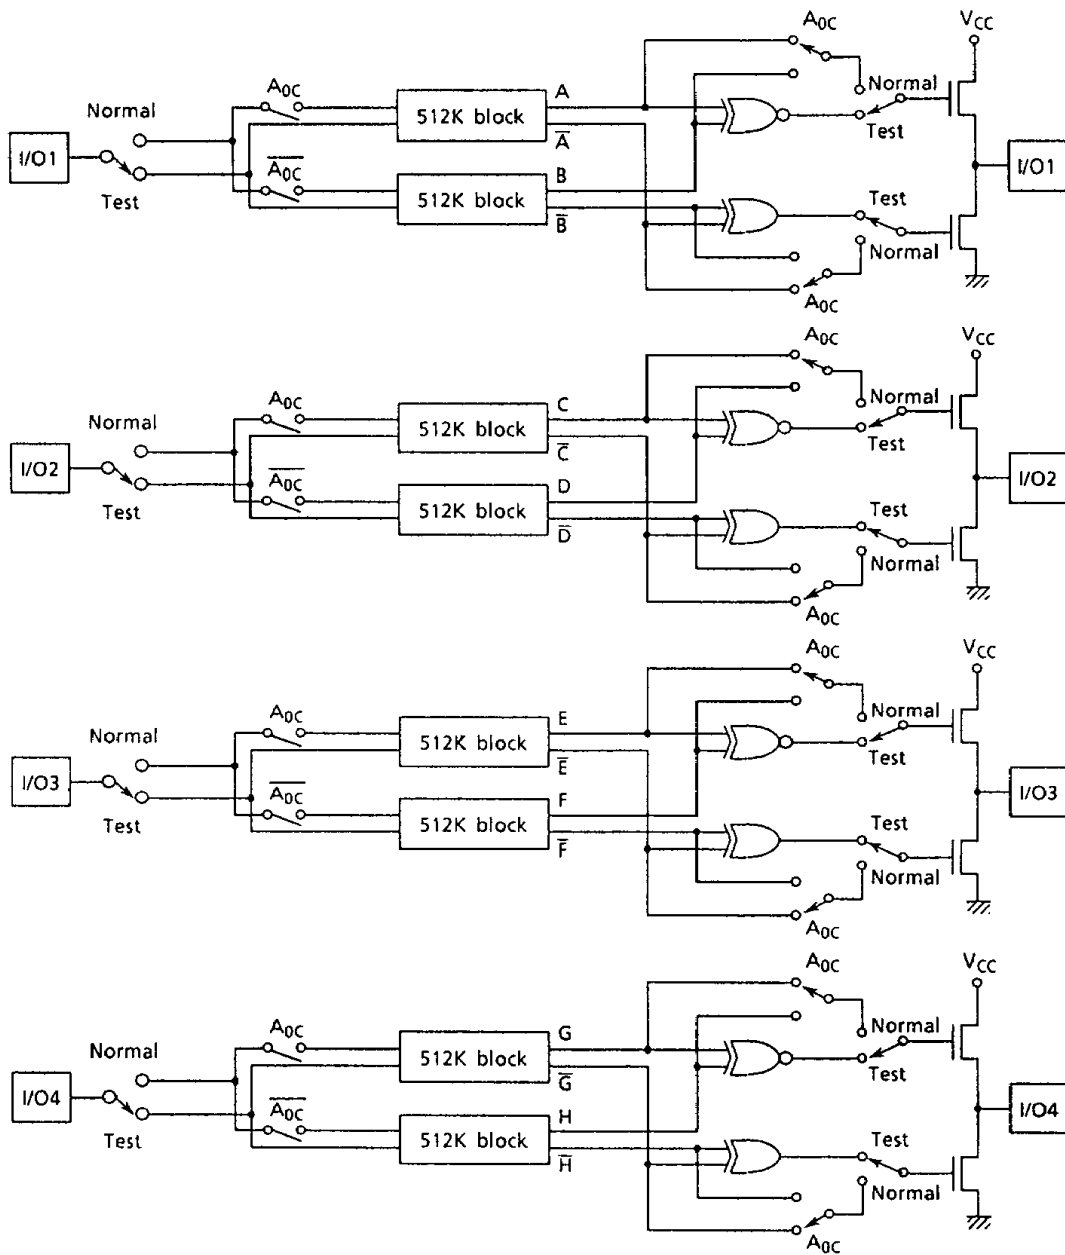 A0C
VCC
Normal
A0C
512K block
A
A̅
Normal
Test
I/O1
Test
A̅0̅C̅
512K block
B
B̅
Test
Normal
I/O1
A0C
A0C
VCC
Normal
A0C
512K block
C
C̅
Normal
Test
I/O2
Test
A̅0̅C̅
512K block
D
D̅
Test
Normal
I/O2
A0C
A0C
VCC
Normal
A0C
512K block
E
E̅
Normal
Test
I/O3
Test
A̅0̅C̅
512K block
F
F̅
Test
Normal
I/O3
A0C
A0C
VCC
Normal
A0C
512K block
G
G̅
Normal
Test
I/O4
Test
A̅0̅C̅
512K block
H
H̅
Test
Normal
I/O4
A0C